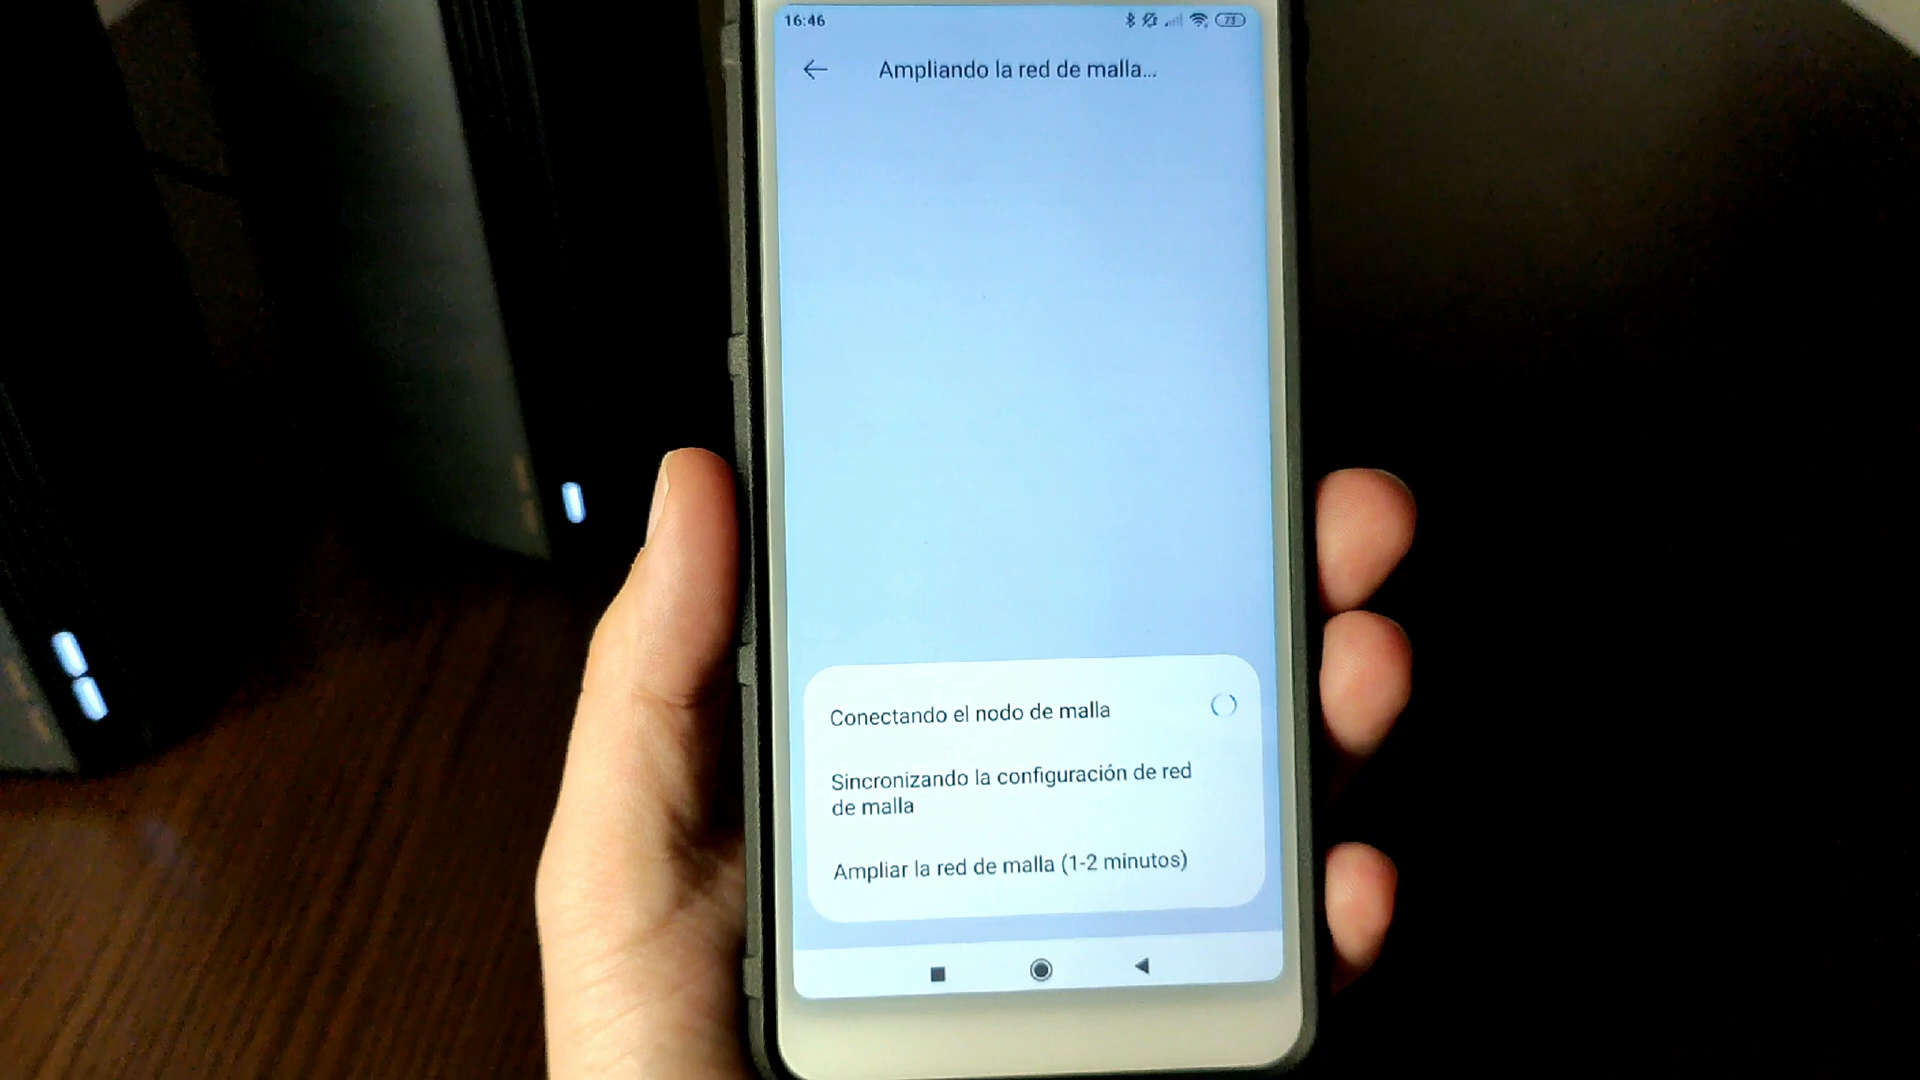 16:46
73
Ampliando la red de malla...
Conectando el nodo de malla
Sincronizando la configuración de red
de malla
Ampliar la red de malla (1-2 minutos)